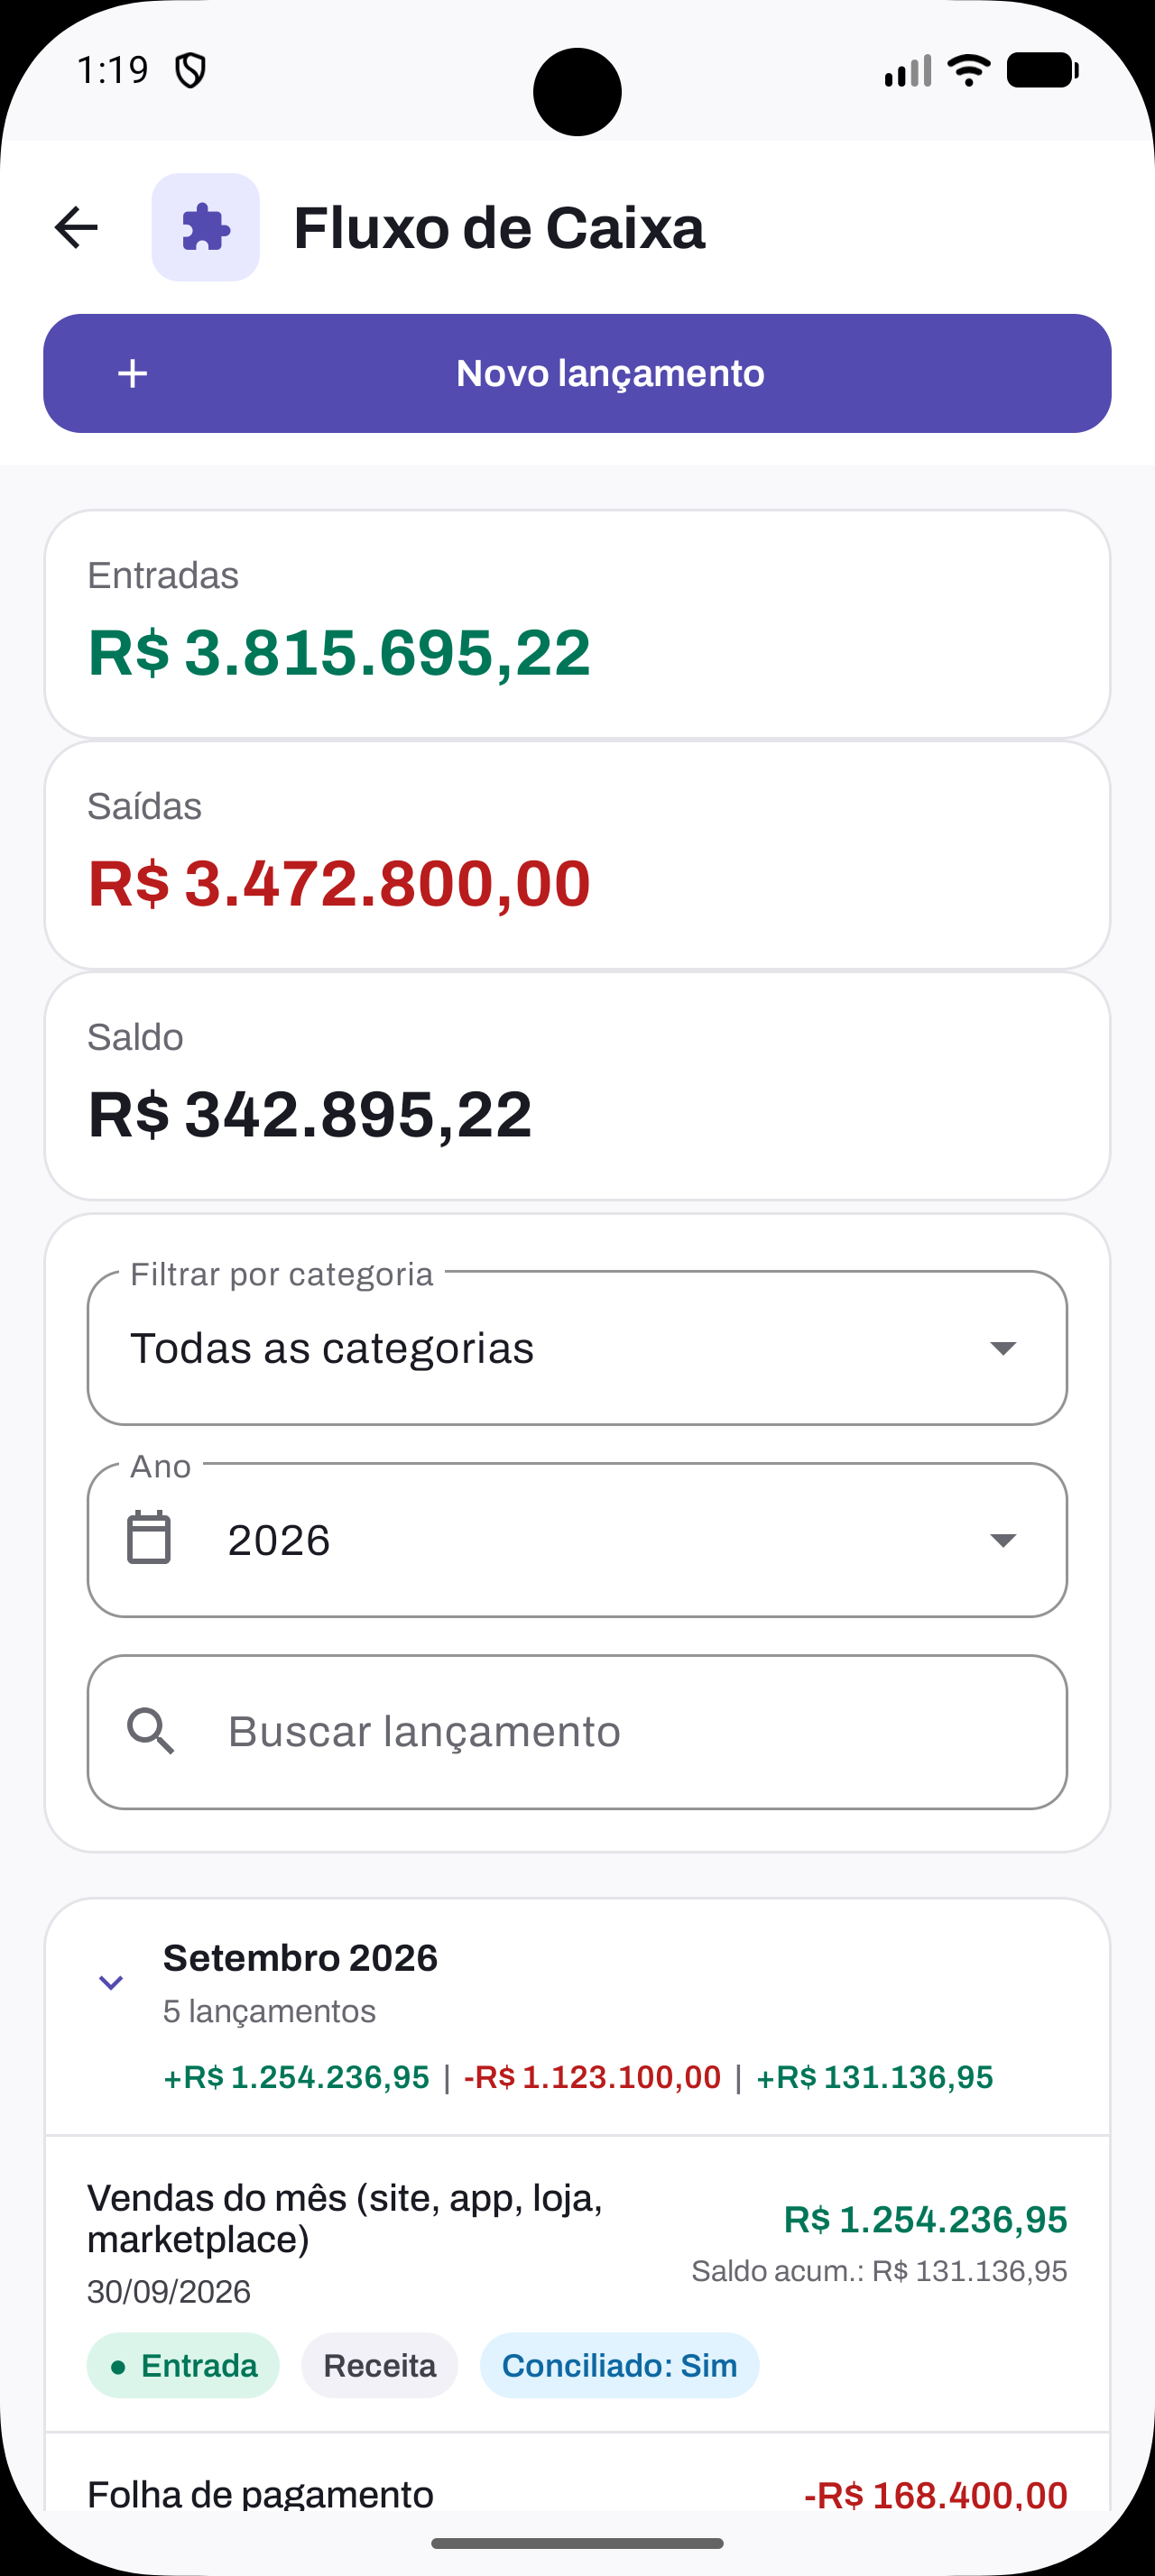 1:19
Fluxo de Caixa
+ Novo lançamento
Entradas
R$ 3.815.695,22
Saídas
R$ 3.472.800,00
Saldo
R$ 342.895,22
Filtrar por categoria
Todas as categorias
Ano
2026
Buscar lançamento
Setembro 2026
5 lançamentos
+R$ 1.254.236,95 | -R$ 1.123.100,00 | +R$ 131.136,95
Vendas do mês (site, app, loja,
marketplace)
R$ 1.254.236,95
Saldo acum.: R$ 131.136,95
30/09/2026
Entrada Receita Conciliado: Sim
Folha de pagamento -R$ 168.400,00